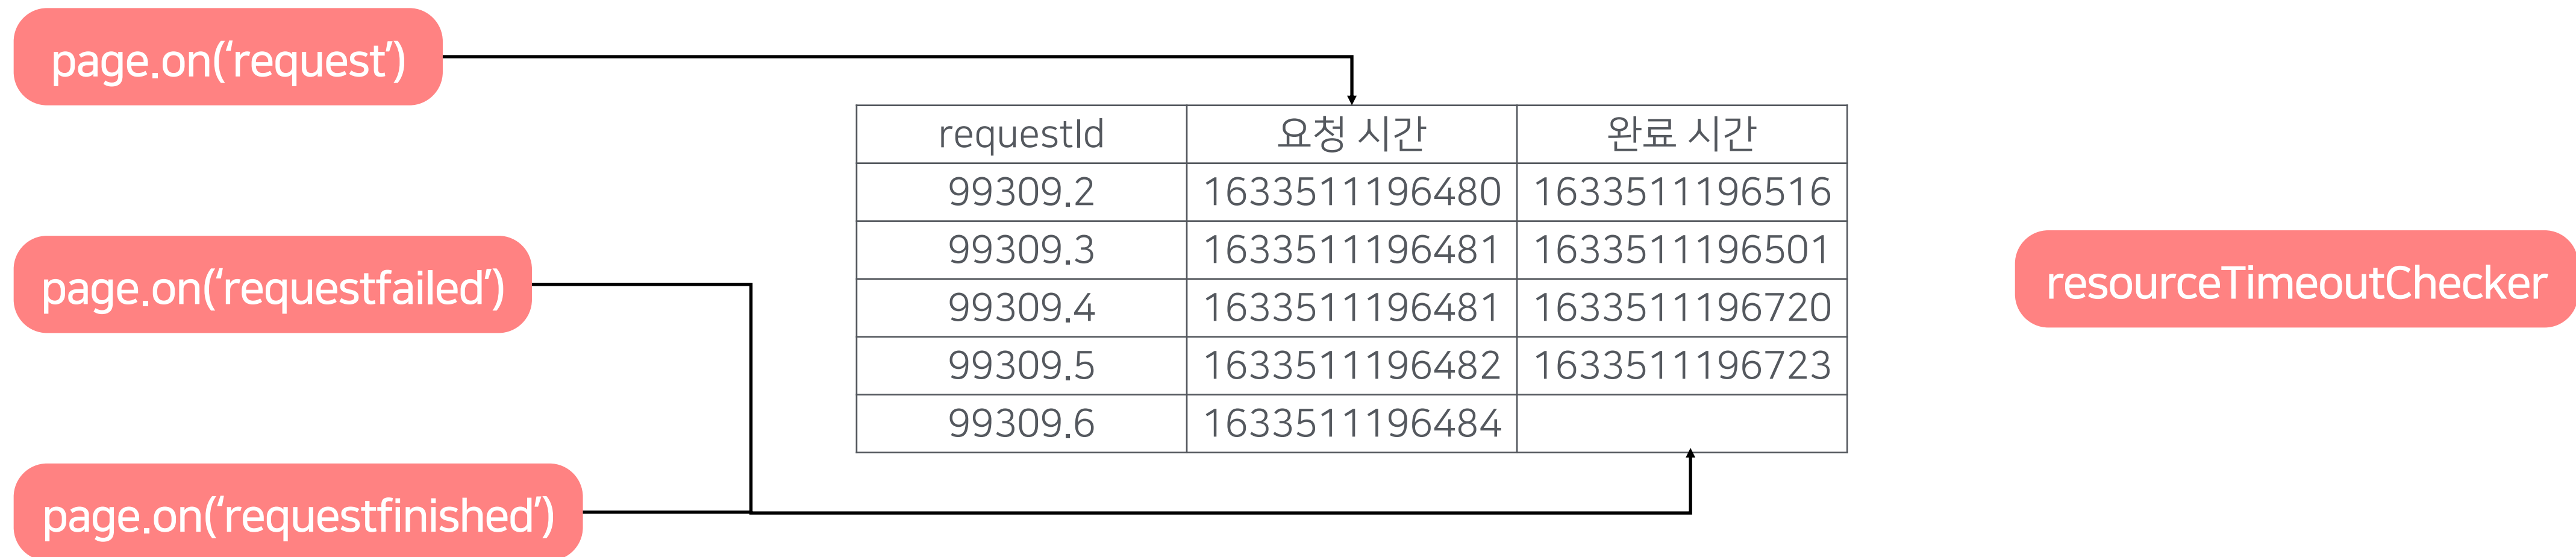 page.on(‘request’)
requestId 요청 시간 완료 시간
99309.2 1633511196480 1633511196516
99309.3 1633511196481 1633511196501
99309.4 1633511196481 1633511196720
99309.5 1633511196482 1633511196723
99309.6 1633511196484
page.on(‘requestfailed’)
page.on(‘requestfinished’)
resourceTimeoutChecker